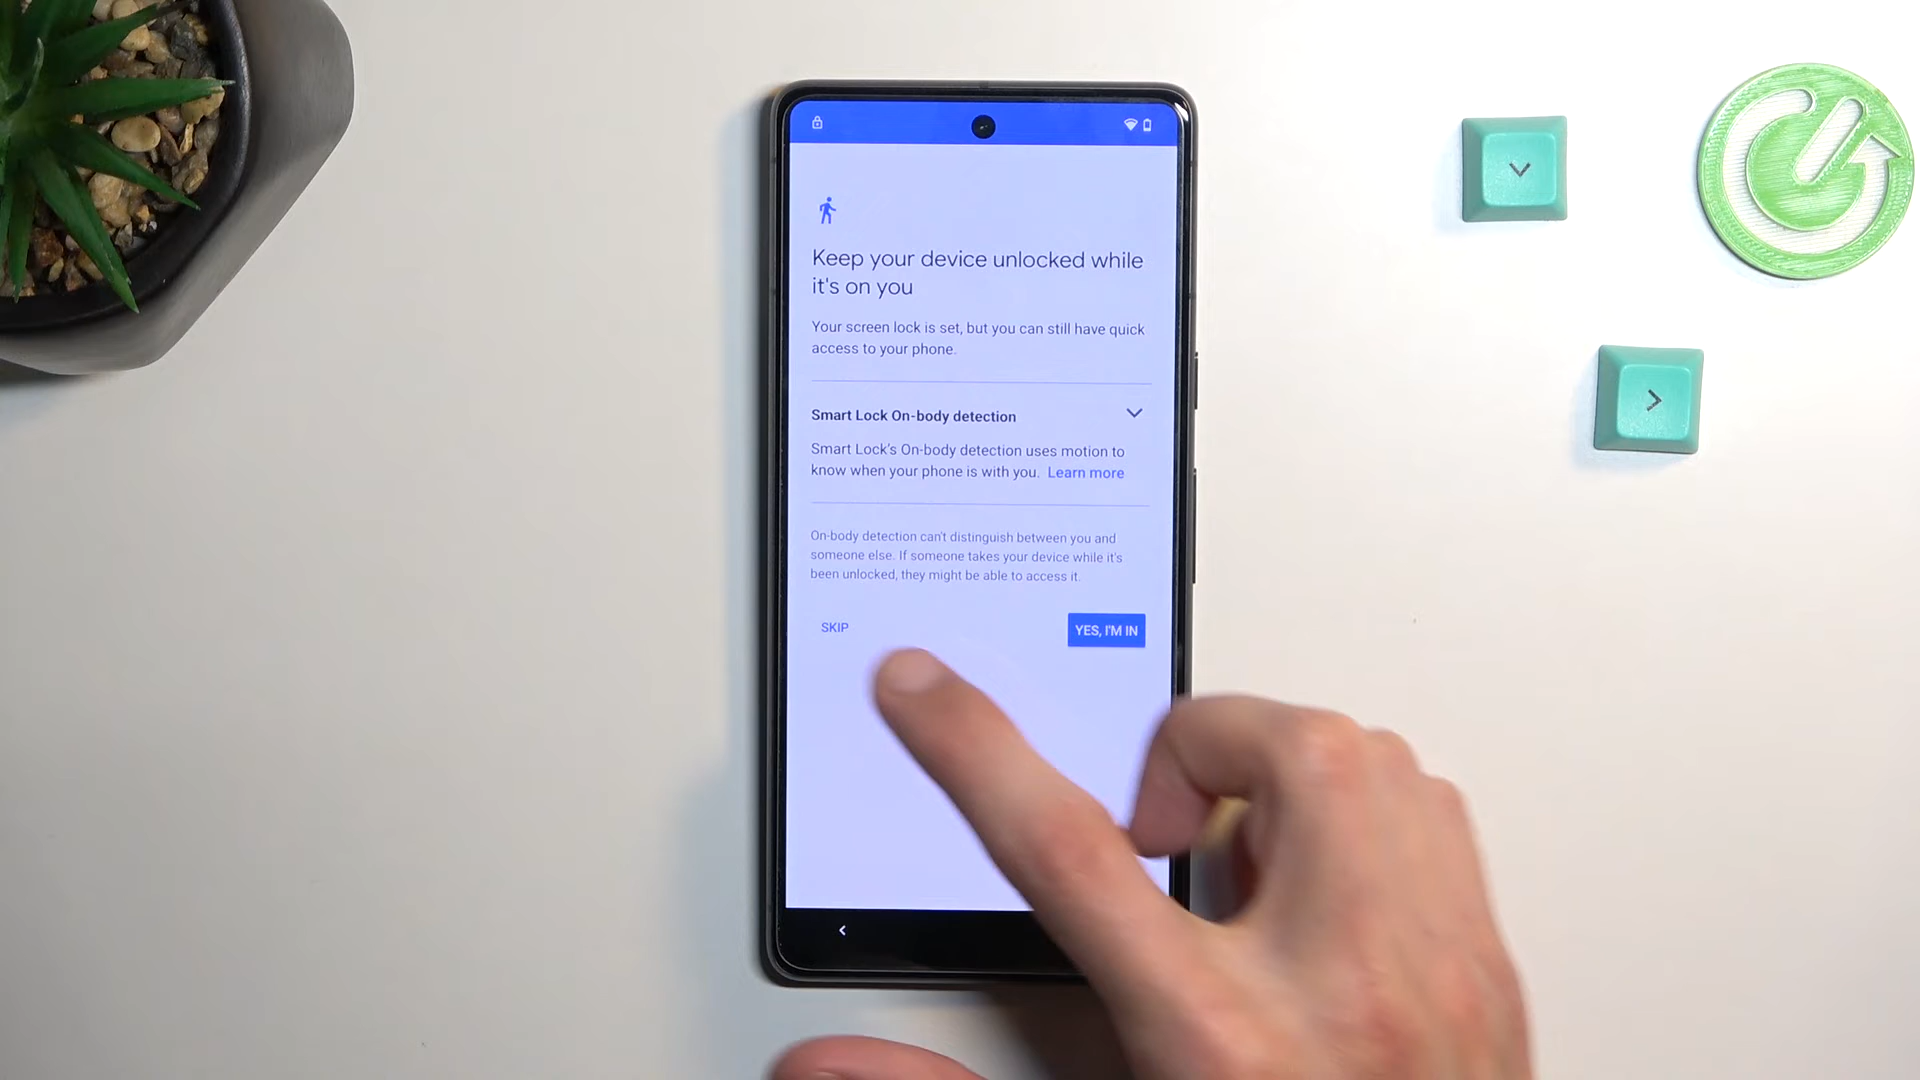 Keep your device unlocked while
it's on you
Your screen lock is set, but you can still have quick
access to your phone.
Smart Lock On-body detection
Smart Lock's On-body detection uses motion to
know when your phone is with you. Learn more
On-body detection can't distinguish between you and
someone else. If someone takes your device while it's
been unlocked, they might be able to access it.
SKIP
YES, I'M IN